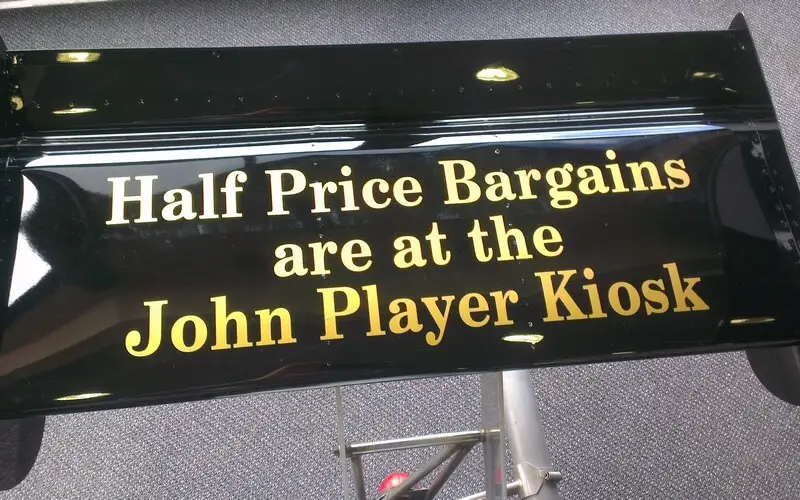 Half Price Bargains
are at the
John Player Kiosk